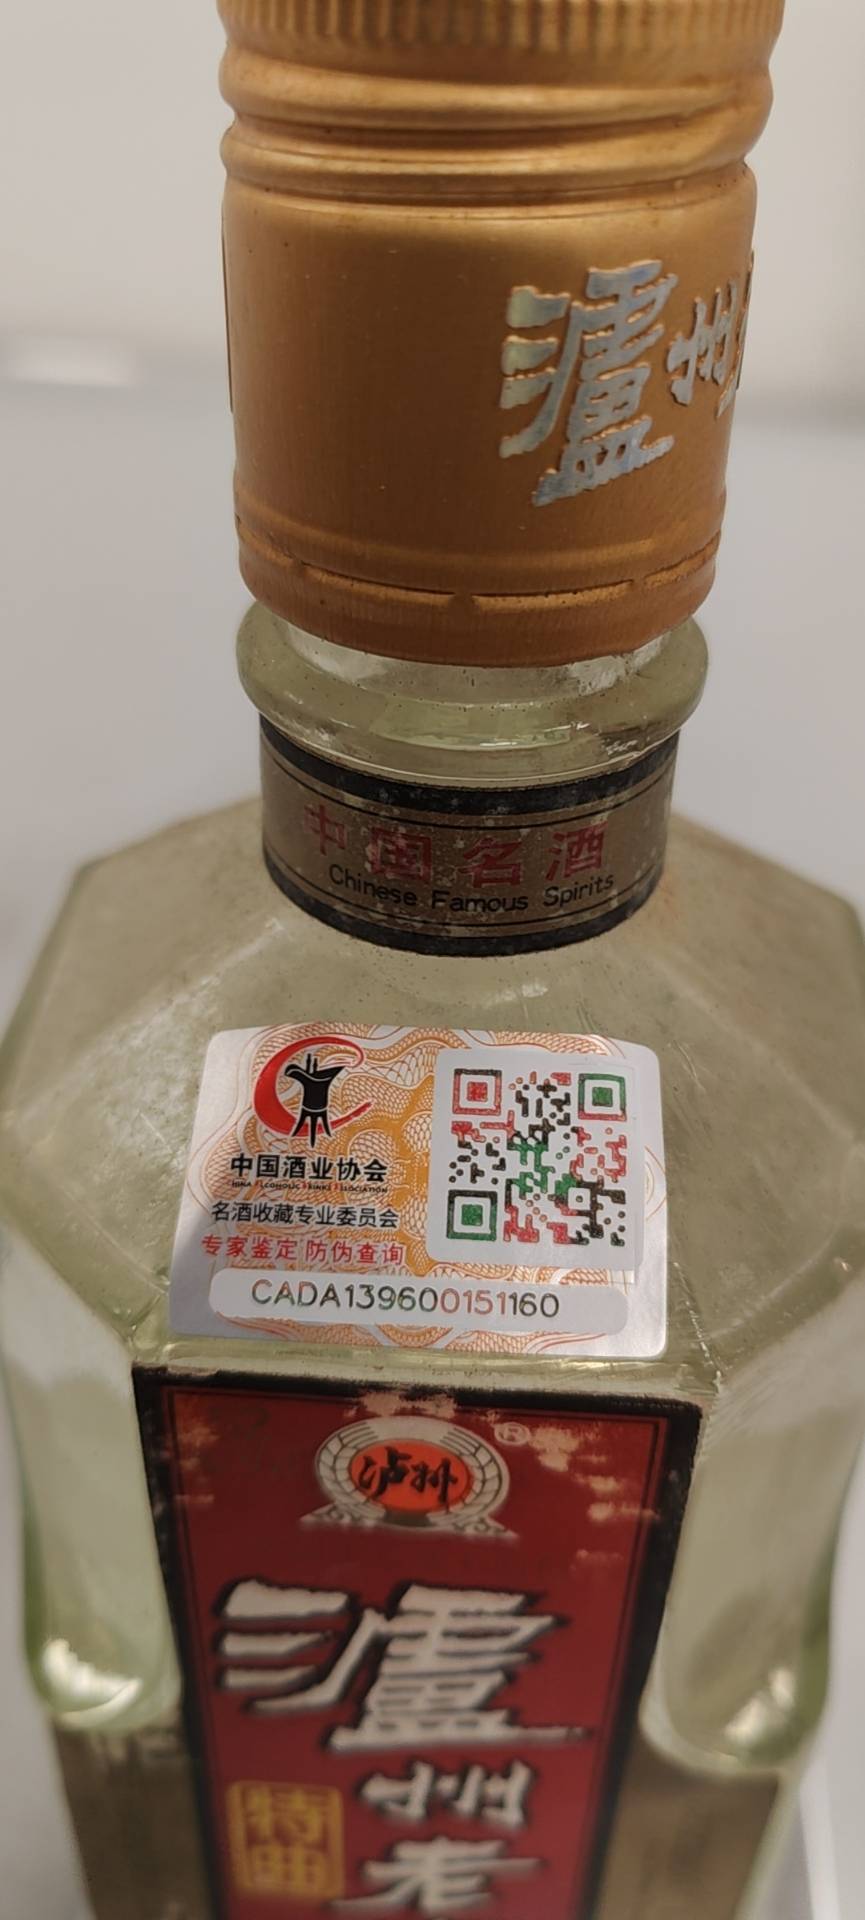 泸州
中国名酒
Chinese Famous Spirits
中国酒业协会
名酒收藏专业委员会
专家鉴定 防伪查询
CADA139600151160
泸州
®
瀘州老
特曲